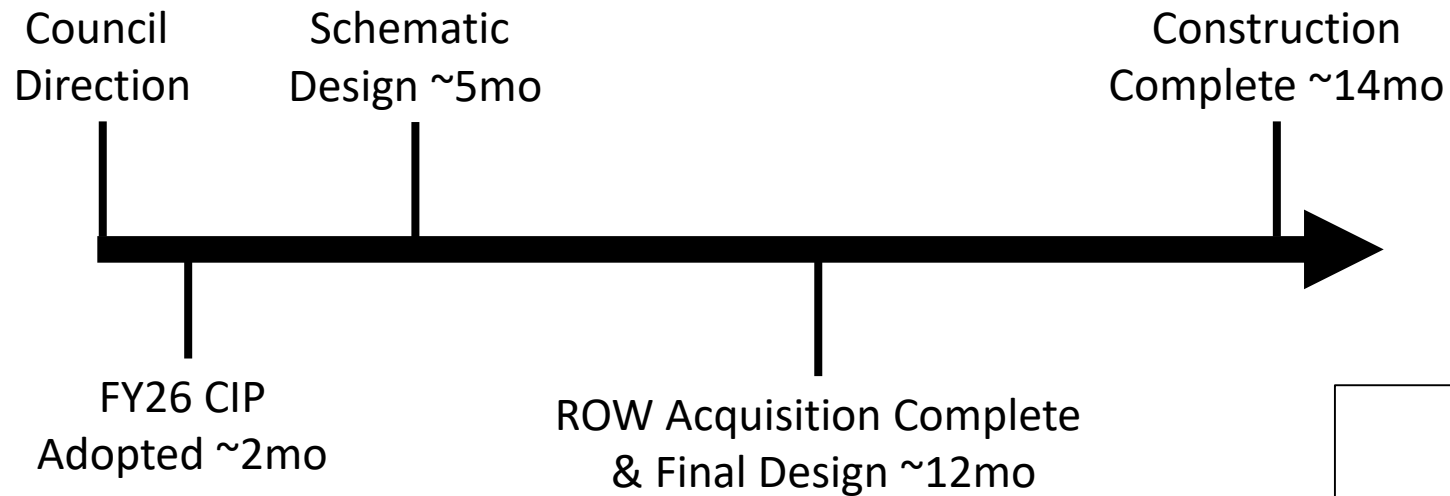 Council
Direction
Schematic
Design ~5mo
Construction
Complete ~14mo
FY26 CIP
Adopted ~2mo
ROW Acquisition Complete
& Final Design ~12mo